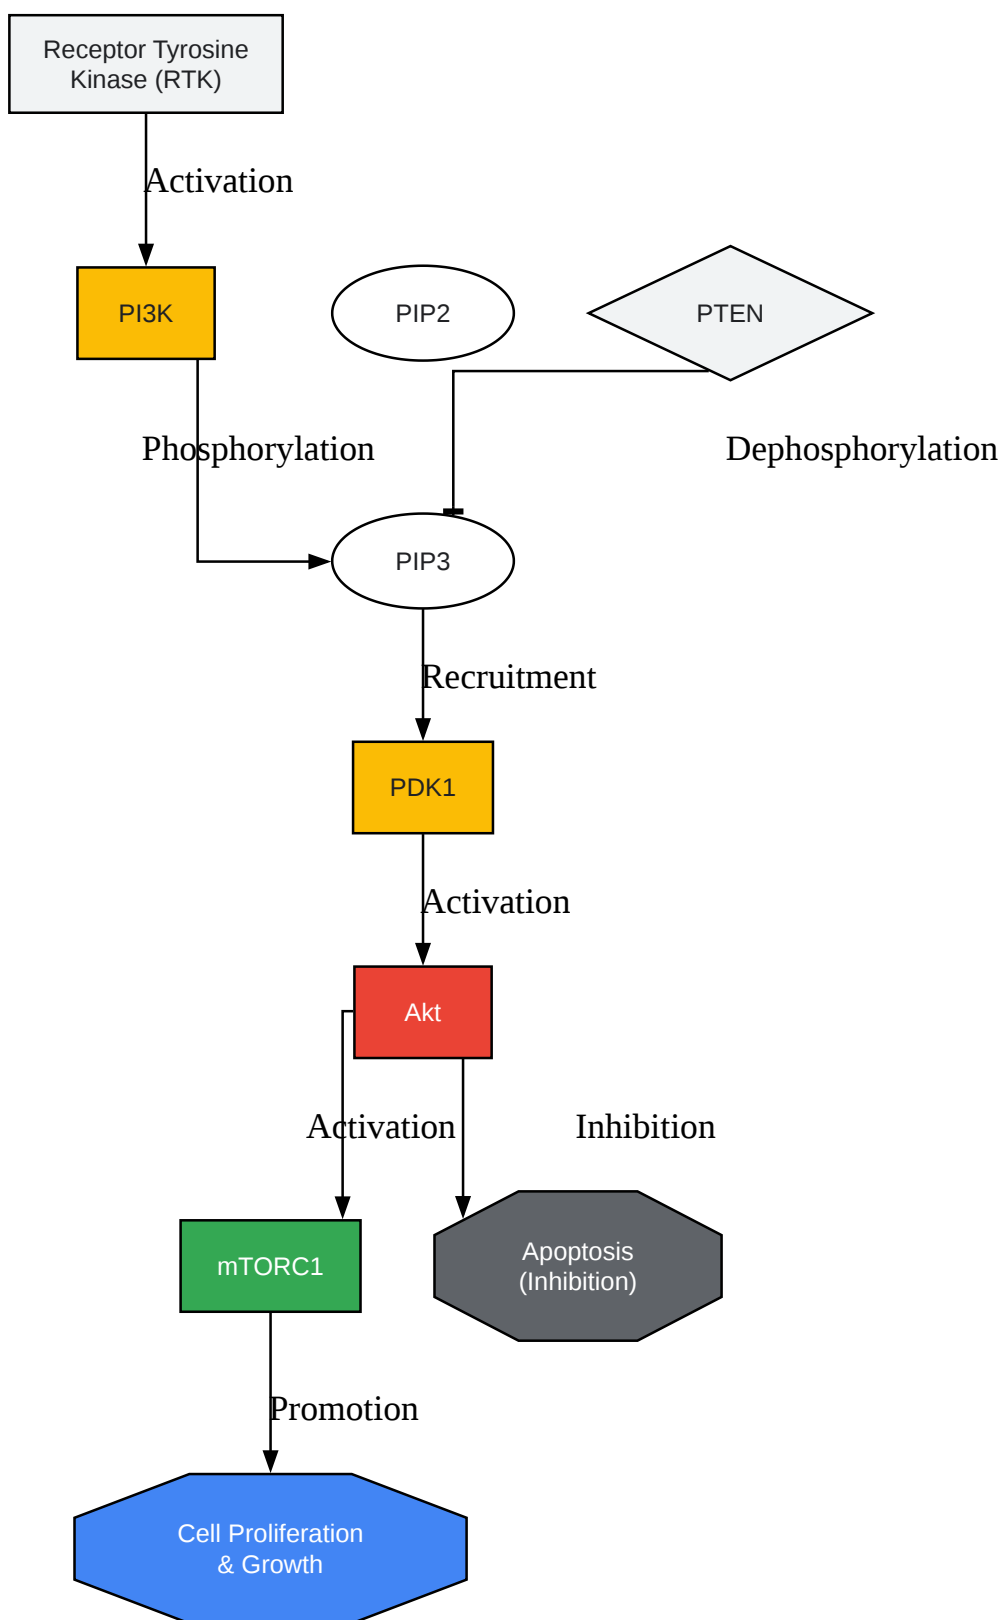 Receptor Tyrosine
Kinase (RTK)
Activation
PI3K
PIP2
PTEN
Phosphorylation
Dephosphorylation
PIP3
Recruitment
PDK1
Activation
Akt
Activation
Inhibition
mTORC1
Apoptosis
(Inhibition)
Promotion
Cell Proliferation
& Growth